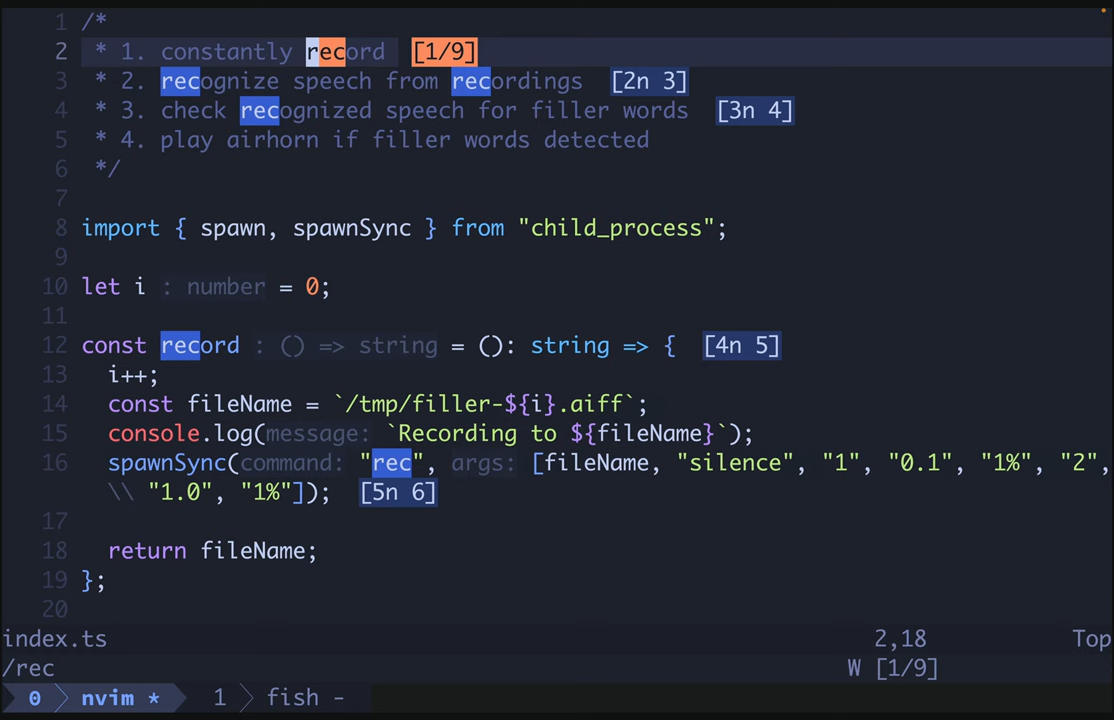 1 /*
2  * 1. constantly record [1/9]
3  * 2. recognize speech from recordings [2n 3]
4  * 3. check recognized speech for filler words [3n 4]
5  * 4. play airhorn if filler words detected
6  */
7
8 import { spawn, spawnSync } from "child_process";
9
10 let i : number = 0;
11
12 const record : () => string = (): string => { [4n 5]
13   i++;
14   const fileName = `/tmp/filler-${i}.aiff`;
15   console.log(message: `Recording to ${fileName}`);
16   spawnSync(command: "rec", args: [fileName, "silence", "1", "0.1", "1%", "2",
\\ "1.0", "1%"]); [5n 6]
17
18   return fileName;
19 };
20
index.ts 2,18 Top
/rec W [1/9]
0 nvim * 1 fish -